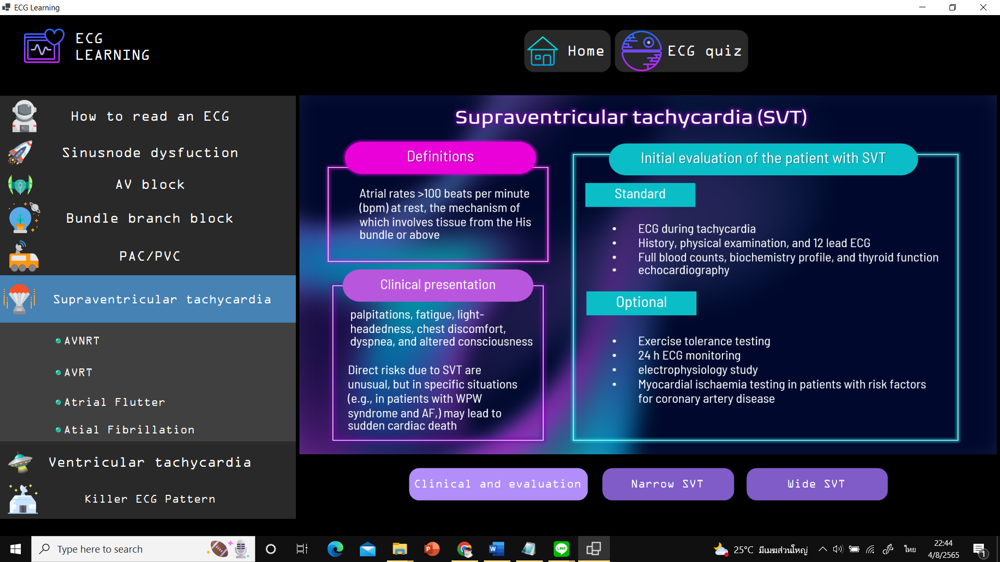 ECG Learning
ECG
LEARNING
Home
ECG quiz
How to read an ECG
Sinusnode dysfuction
AV block
Bundle branch block
PAC/PVC
Supraventricular tachycardia
AVNRT
AVRT
Atrial Flutter
Atial Fibrillation
Ventricular tachycardia
Killer ECG Pattern
Supraventricular tachycardia (SVT)
Definitions
Atrial rates >100 beats per minute
(bpm) at rest, the mechanism of
which involves tissue from the His
bundle or above
Clinical presentation
palpitations, fatigue, light-
headedness, chest discomfort,
dyspnea, and altered consciousness
Direct risks due to SVT are
unusual, but in specific situations
(e.g., in patients with WPW
syndrome and AF,) may lead to
sudden cardiac death
Initial evaluation of the patient with SVT
Standard
• ECG during tachycardia
• History, physical examination, and 12 lead ECG
• Full blood counts, biochemistry profile, and thyroid function
• echocardiography
Optional
• Exercise tolerance testing
• 24 h ECG monitoring
• electrophysiology study
• Myocardial ischaemia testing in patients with risk factors
for coronary artery disease
Clinical and evaluation
Narrow SVT
Wide SVT
Type here to search
P
W
LINE
25°C มีเมฆส่วนใหญ่
ไทย
22:44
4/8/2565
1